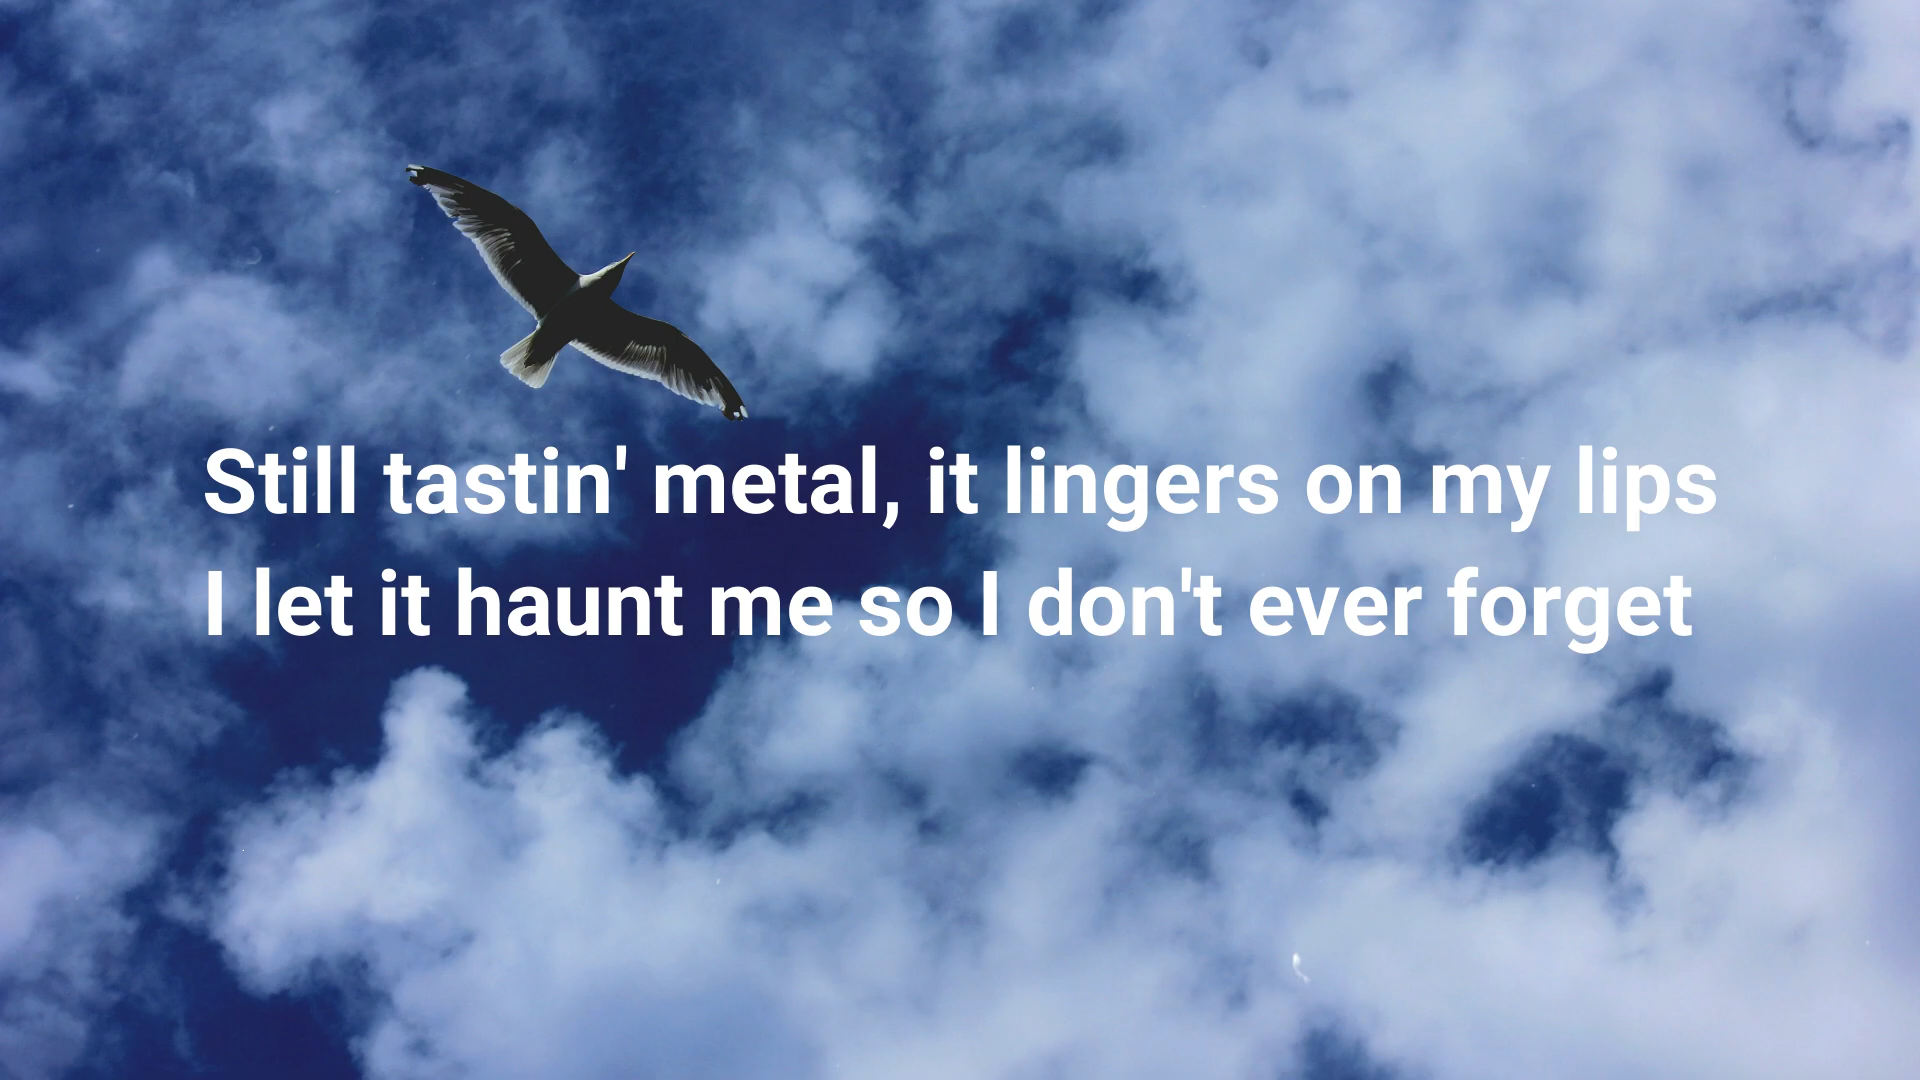 Still tastin' metal, it lingers on my lips
I let it haunt me so I don't ever forget